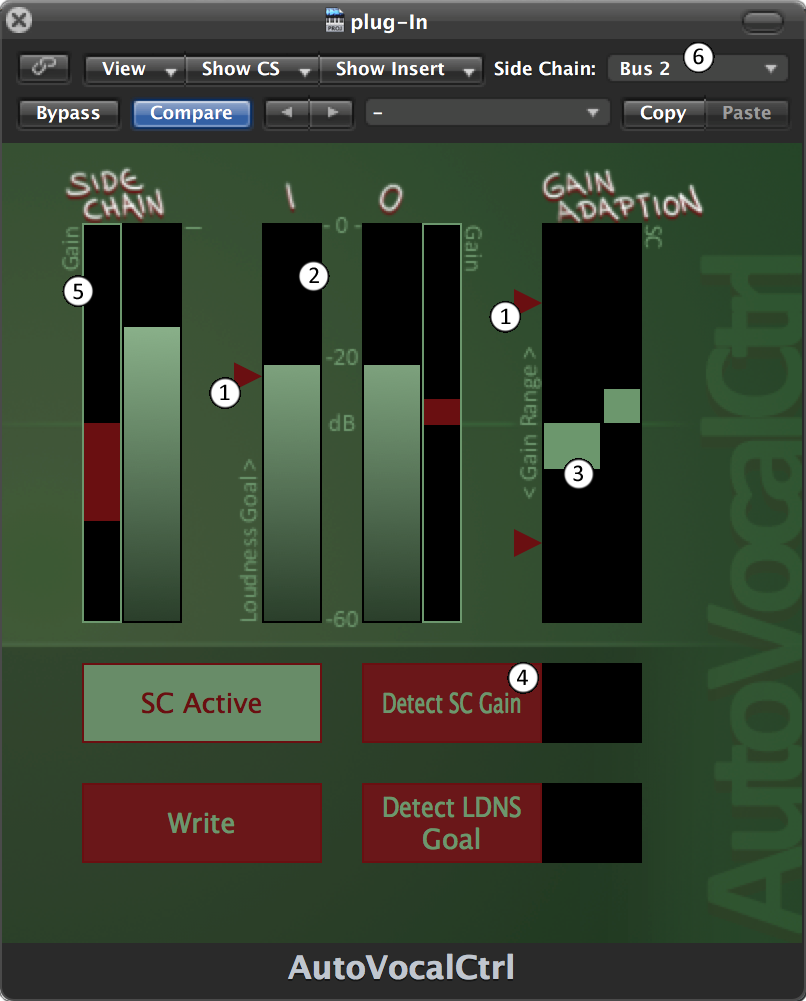 plug-In
View
Show CS
Show Insert
Side Chain:
Bus 2
6
Bypass
Compare
–
Copy
Paste
SIDE
CHAIN
I
O
GAIN
ADAPTION
Gain
- 0 -
Gain
SC
5
2
1
1
-20
dB
< Gain Range >
3
Loudness Goal >
-60
SC Active
Detect SC Gain
4
Write
Detect LDNS
Goal
AutoVocalCtrl
AutoVocalCtrl